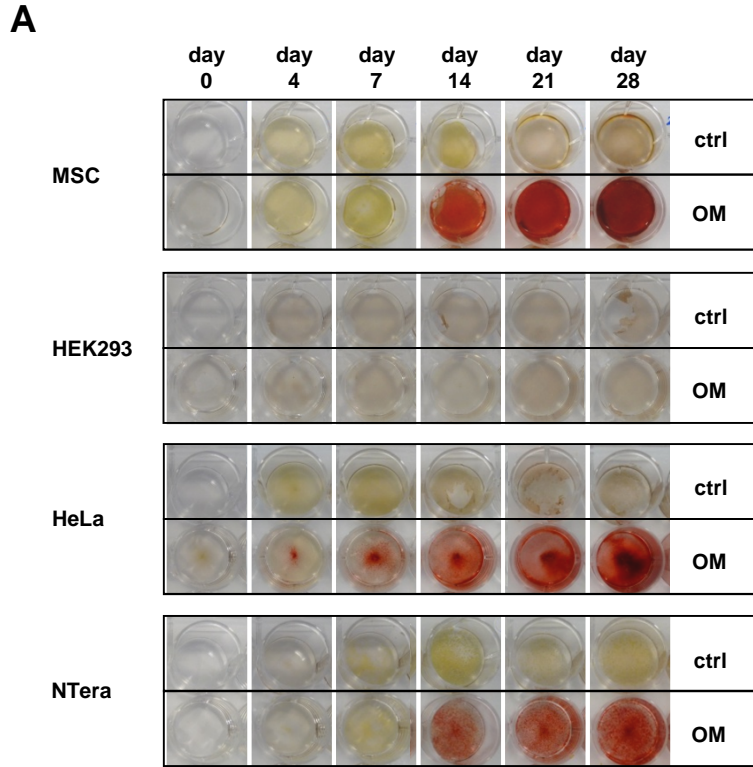 A
day day day day day day
0 4 7 14 21 28
MSC
ctrl
OM
HEK293
ctrl
OM
HeLa
ctrl
OM
NTera
ctrl
OM